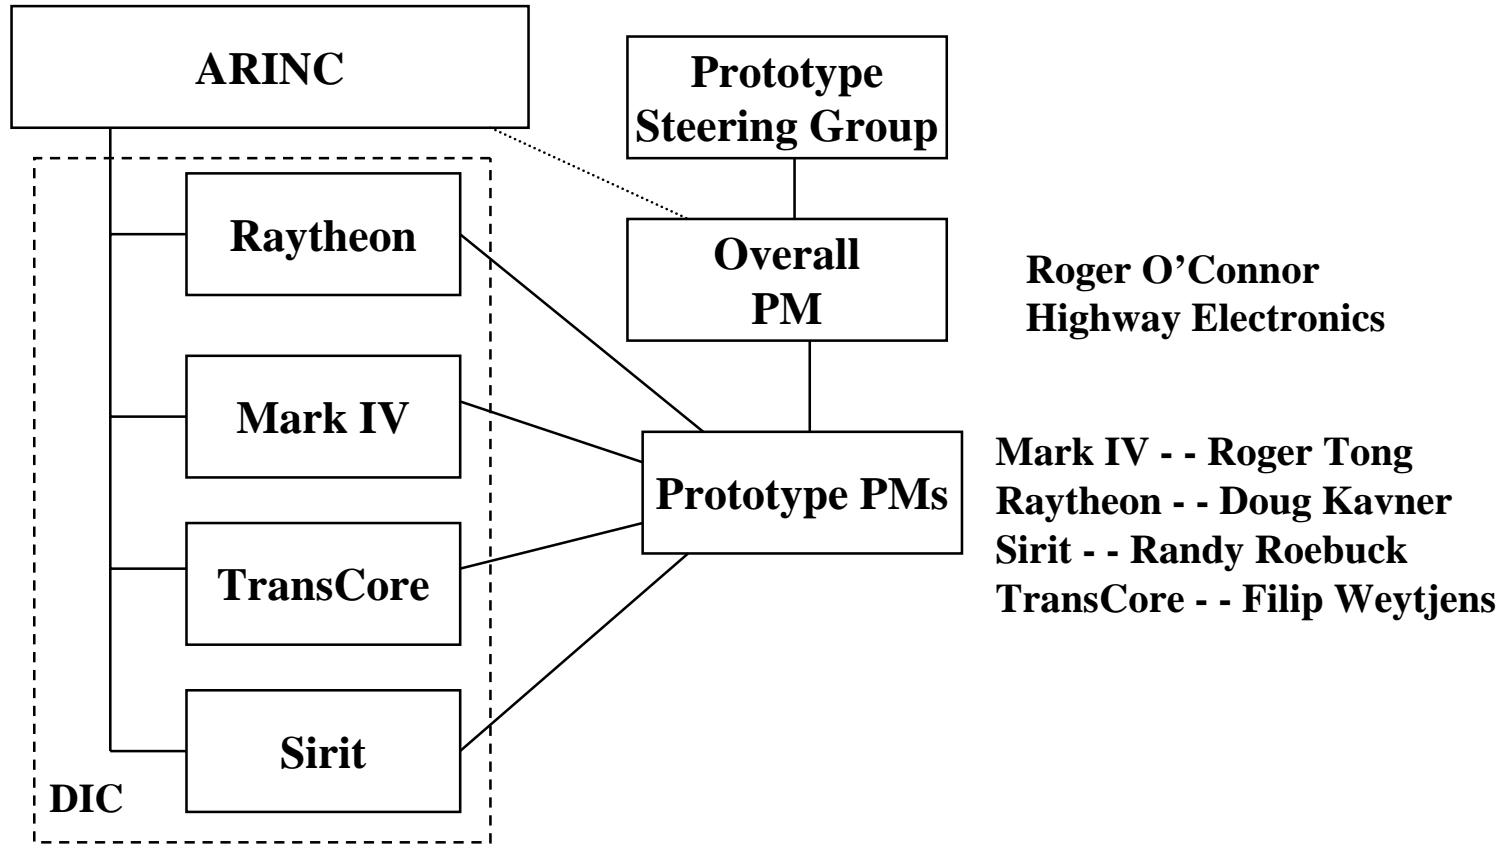 ARINC
Prototype
Steering Group
Raytheon
Overall
PM
Roger O’Connor
Highway Electronics
Mark IV
Prototype PMs
Mark IV - - Roger Tong
Raytheon - - Doug Kavner
Sirit - - Randy Roebuck
TransCore - - Filip Weytjens
TransCore
Sirit
DIC